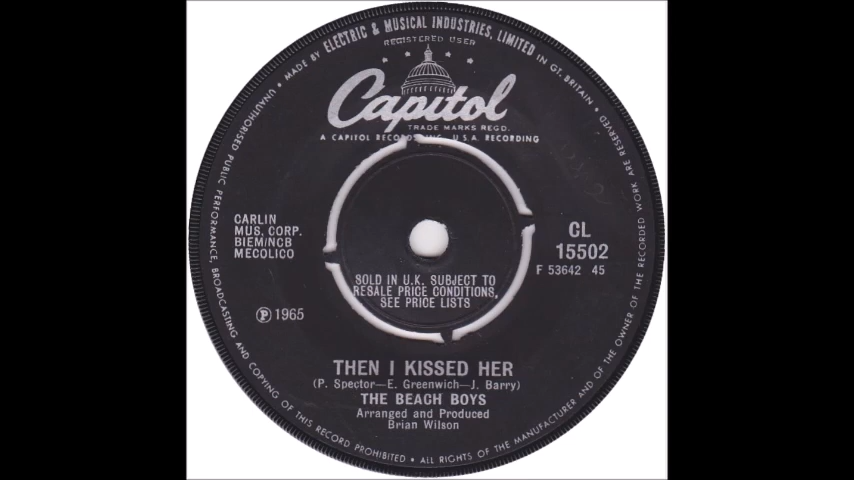 MADE BY ELECTRIC & MUSICAL INDUSTRIES, LIMITED IN GT. BRITAIN • ALL RIGHTS OF THE MANUFACTURER AND OF THE OWNER OF THE RECORDED WORK ARE RESERVED
UNAUTHORISED PUBLIC PERFORMANCE, BROADCASTING AND COPYING OF THIS RECORD PROHIBITED
REGISTERED USER
Capitol
TRADE MARKS REGD.
A CAPITOL RECORDS, INC., U.S.A. RECORDING
CARLIN
MUS. CORP.
BIEM/NCB
MECOLICO
CL
15502
F 53642 45
SOLD IN U.K. SUBJECT TO
RESALE PRICE CONDITIONS,
SEE PRICE LISTS
Ⓟ 1965
THEN I KISSED HER
(P. Spector—E. Greenwich—J. Barry)
THE BEACH BOYS
Arranged and Produced
Brian Wilson